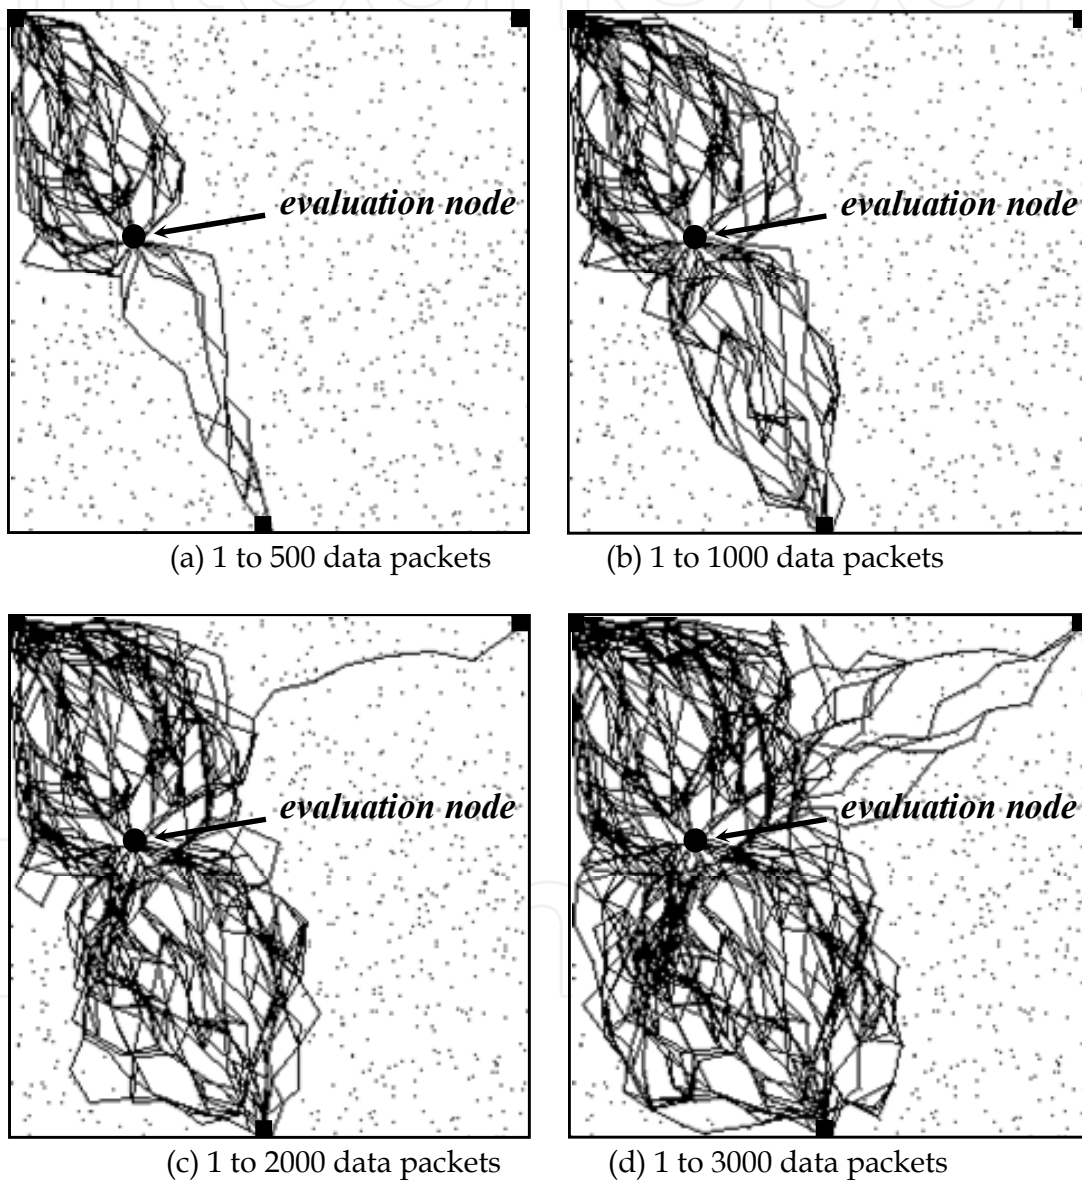 evaluation node
evaluation node
(a) 1 to 500 data packets
(b) 1 to 1000 data packets
evaluation node
evaluation node
(c) 1 to 2000 data packets
(d) 1 to 3000 data packets